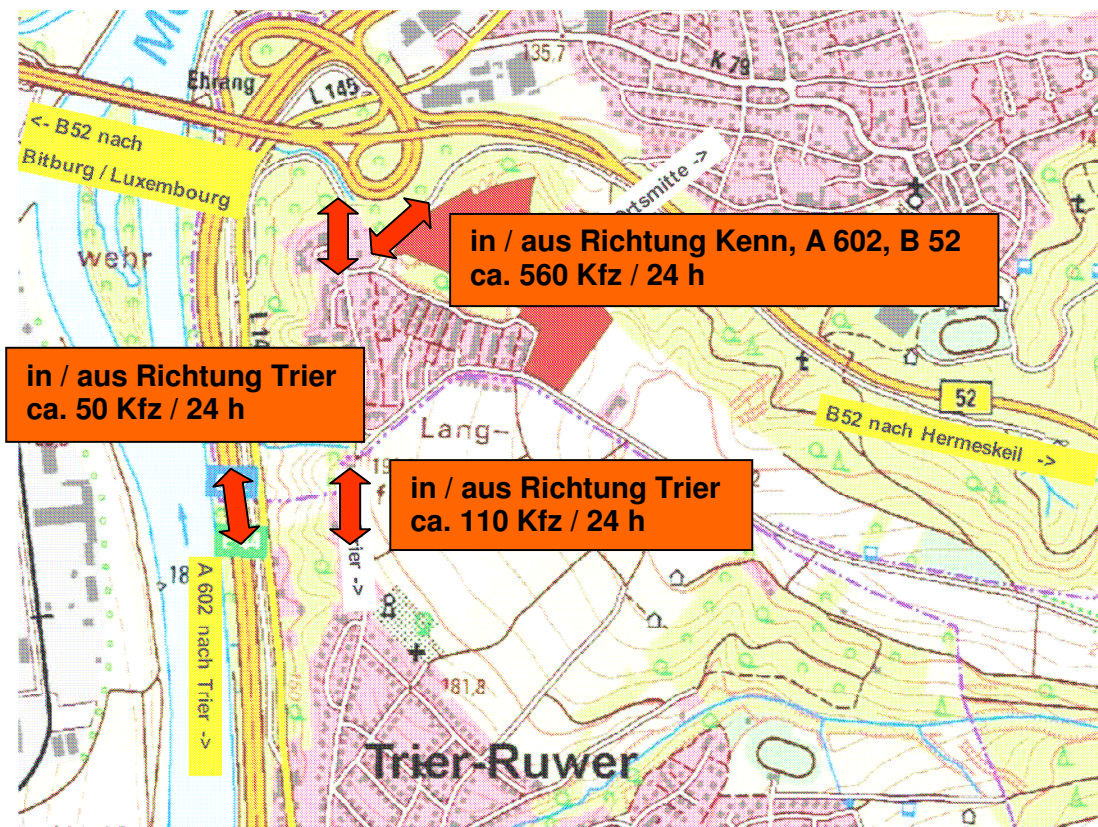 135,7
K 79
Ehrang
L 145
<- B52 nach
Bitburg / Luxembourg
Ortsmitte ->
wehr
in / aus Richtung Kenn, A 602, B 52
ca. 560 Kfz / 24 h
in / aus Richtung Trier
ca. 50 Kfz / 24 h
52
B52 nach Hermeskeil ->
Lang-
in / aus Richtung Trier
ca. 110 Kfz / 24 h
A 602 nach Trier ->
181,8
Trier-Ruwer